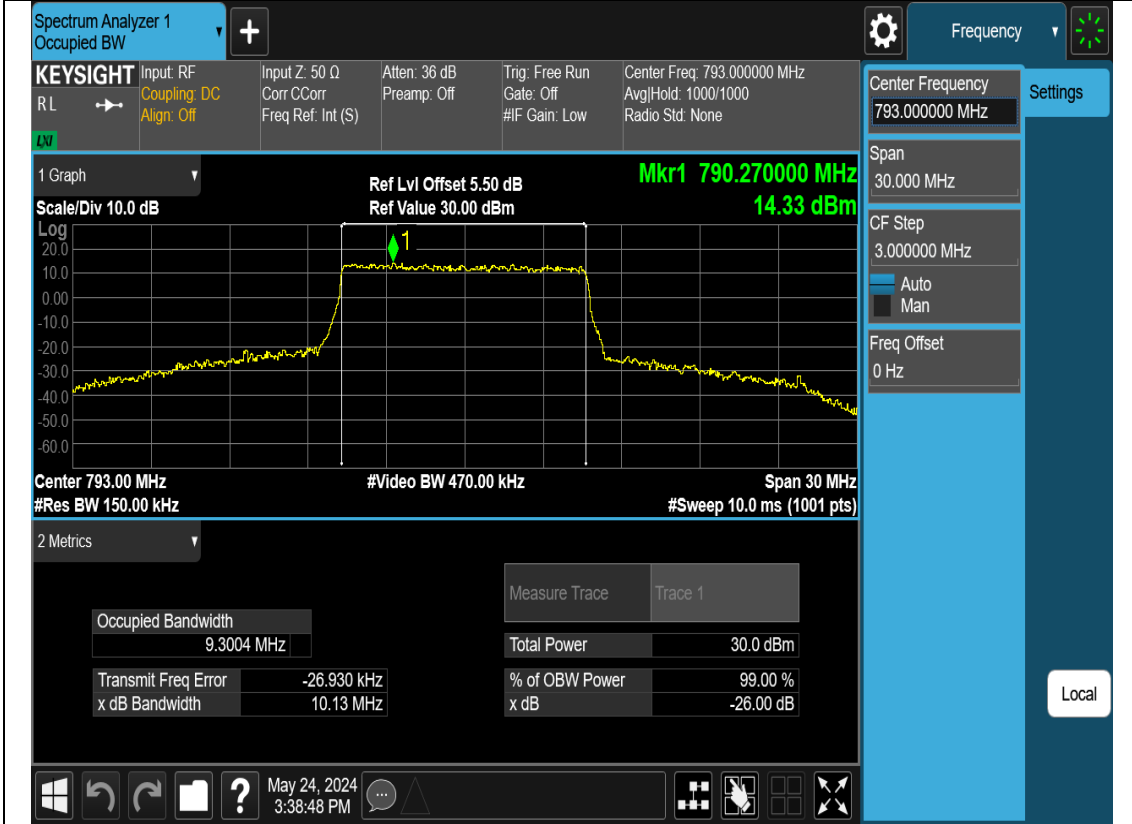 Spectrum Analyzer 1
Occupied BW
+
Frequency
KEYSIGHT
RL
LXI
Input: RF
Coupling: DC
Align: Off
Input Z: 50 Ω
Corr CCorr
Freq Ref: Int (S)
Atten: 36 dB
Preamp: Off
Trig: Free Run
Gate: Off
#IF Gain: Low
Center Freq: 793.000000 MHz
Avg|Hold: 1000/1000
Radio Std: None
Center Frequency
793.000000 MHz
Settings
Span
30.000 MHz
CF Step
3.000000 MHz
Auto
Man
Freq Offset
0 Hz
Local
1 Graph
Scale/Div 10.0 dB
Ref Lvl Offset 5.50 dB
Ref Value 30.00 dBm
Mkr1 790.270000 MHz
14.33 dBm
Log
1
20.0
10.0
0.00
-10.0
-20.0
-30.0
-40.0
-50.0
-60.0
Center 793.00 MHz
#Video BW 470.00 kHz
Span 30 MHz
#Res BW 150.00 kHz
#Sweep 10.0 ms (1001 pts)
2 Metrics
Measure Trace Trace 1
Occupied Bandwidth
9.3004 MHz
Total Power 30.0 dBm
Transmit Freq Error -26.930 kHz
% of OBW Power 99.00 %
x dB Bandwidth 10.13 MHz
x dB -26.00 dB
?
May 24, 2024
3:38:48 PM